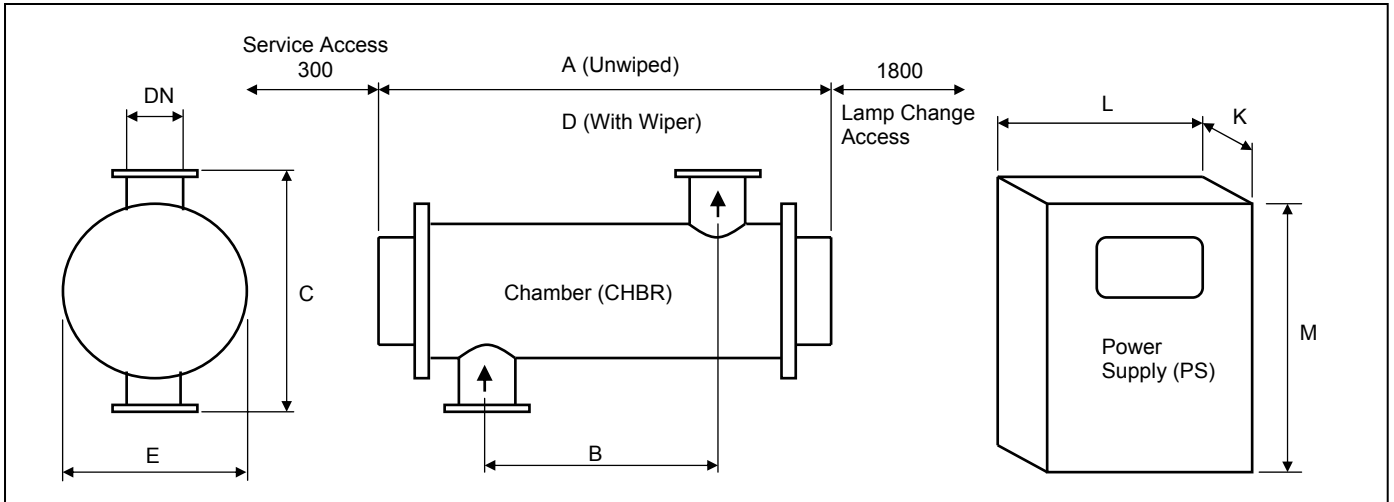 Service Access
300
A (Unwiped)
1800
DN
D (With Wiper)
Lamp Change
Access
L
K
C
Chamber (CHBR)
M
Power
Supply (PS)
B
E